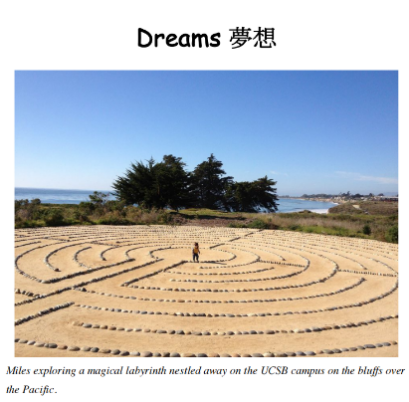 Dreams 夢想
Miles exploring a magical labyrinth nestled away on the UCSB campus on the bluffs over
the Pacific.